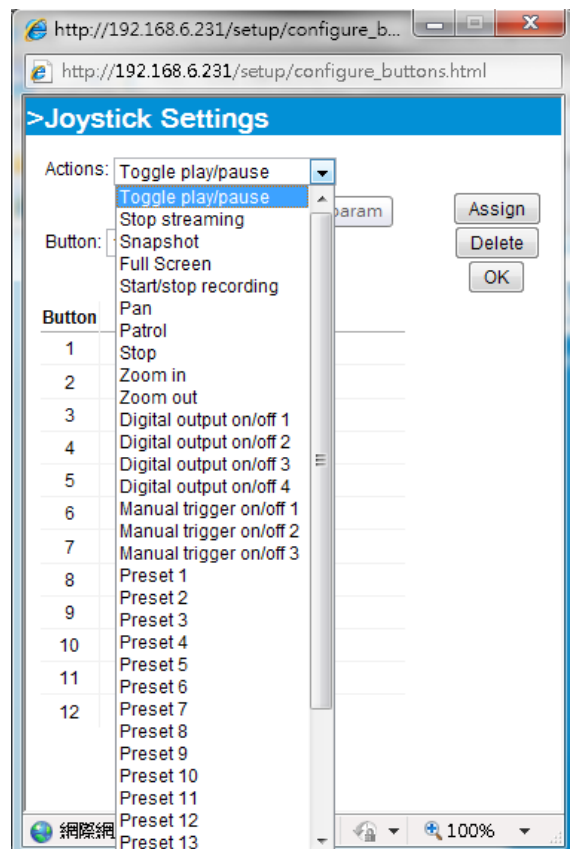 http://192.168.6.231/setup/configure_b...
http://192.168.6.231/setup/configure_buttons.html
>Joystick Settings
Actions: Toggle play/pause
Toggle play/pause
Stop streaming
Snapshot
Full Screen
Start/stop recording
Pan
Patrol
Stop
Zoom in
Zoom out
Digital output on/off 1
Digital output on/off 2
Digital output on/off 3
Digital output on/off 4
Manual trigger on/off 1
Manual trigger on/off 2
Manual trigger on/off 3
Preset 1
Preset 2
Preset 3
Preset 4
Preset 5
Preset 6
Preset 7
Preset 8
Preset 9
Preset 10
Preset 11
Preset 12
Preset 13
param
Button:
Assign
Delete
OK
Button
1
2
3
4
5
6
7
8
9
10
11
12
網際網
100%